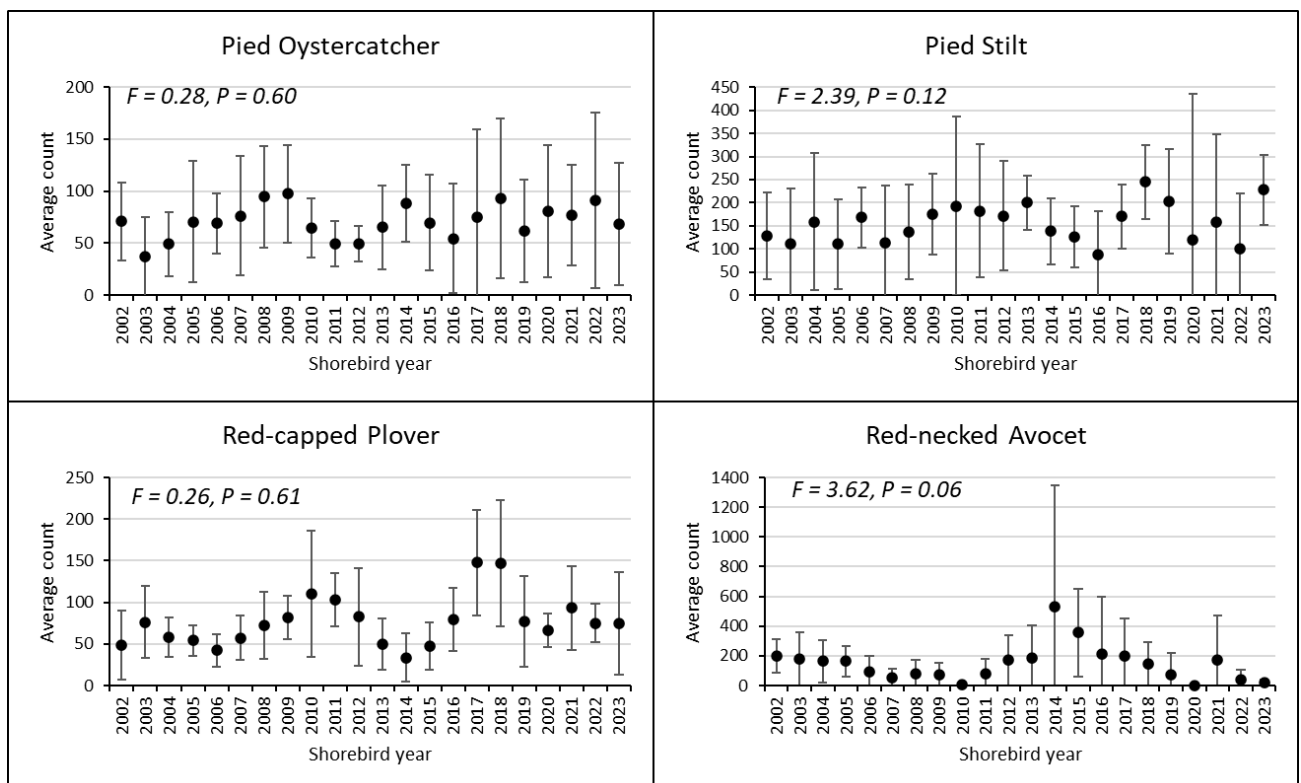 Pied Oystercatcher
F = 0.28, P = 0.60
Average count
200
150
100
50
0
2002 2003 2004 2005 2006 2007 2008 2009 2010 2011 2012 2013 2014 2015 2016 2017 2018 2019 2020 2021 2022 2023
Shorebird year
Pied Stilt
F = 2.39, P = 0.12
Average count
450
400
350
300
250
200
150
100
50
0
2002 2003 2004 2005 2006 2007 2008 2009 2010 2011 2012 2013 2014 2015 2016 2017 2018 2019 2020 2021 2022 2023
Shorebird year
Red-capped Plover
F = 0.26, P = 0.61
Average count
250
200
150
100
50
0
2002 2003 2004 2005 2006 2007 2008 2009 2010 2011 2012 2013 2014 2015 2016 2017 2018 2019 2020 2021 2022 2023
Shorebird year
Red-necked Avocet
F = 3.62, P = 0.06
Average count
1400
1200
1000
800
600
400
200
0
2002 2003 2004 2005 2006 2007 2008 2009 2010 2011 2012 2013 2014 2015 2016 2017 2018 2019 2020 2021 2022 2023
Shorebird year